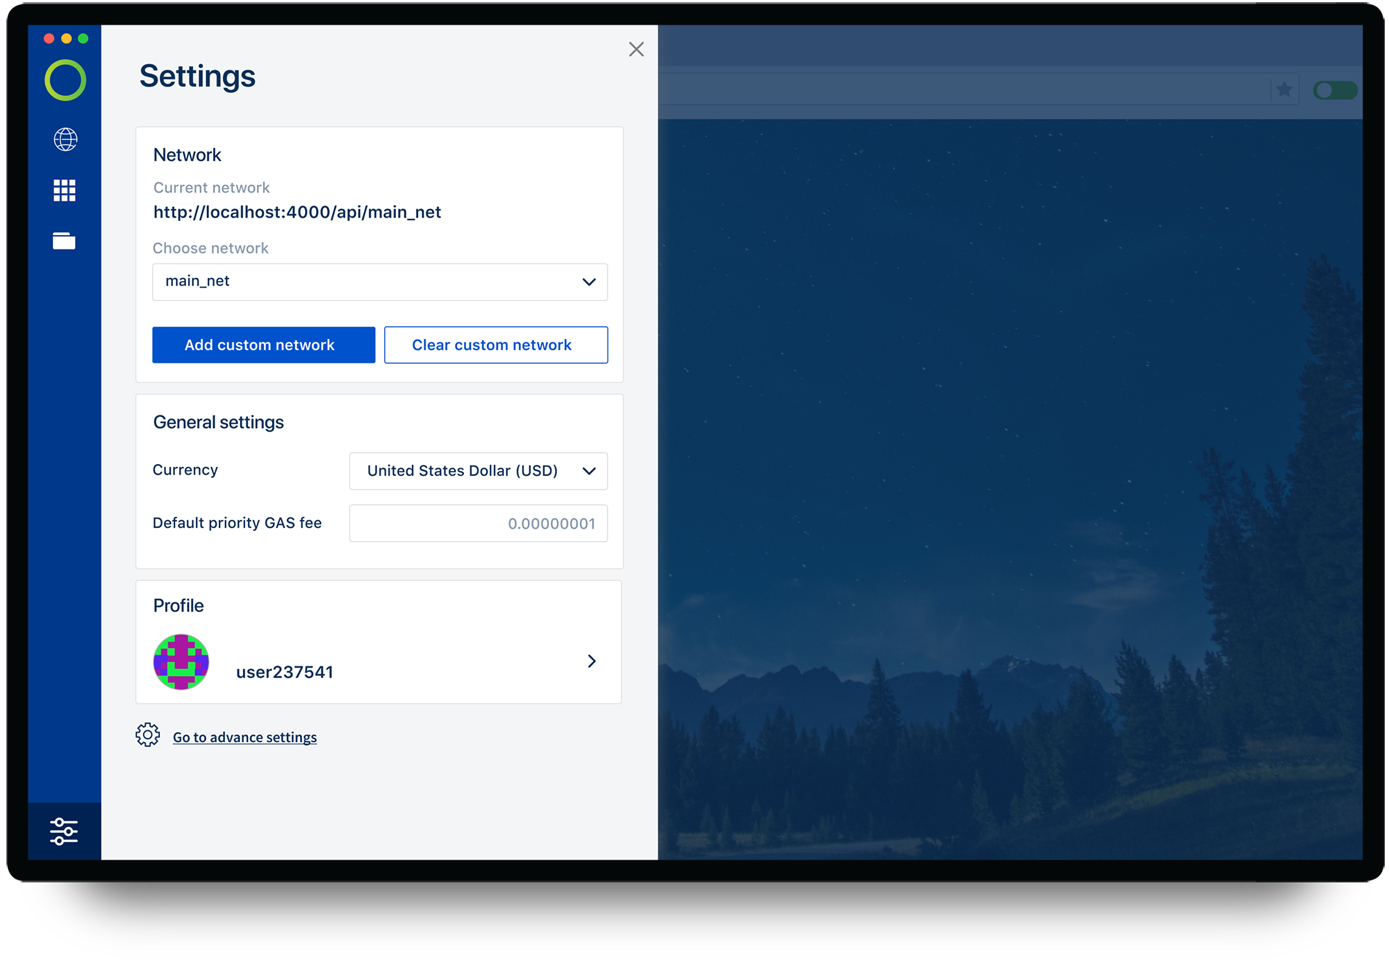 Settings
Network
Current network
http://localhost:4000/api/main_net
Choose network
main_net
Add custom network
Clear custom network
General settings
Currency
United States Dollar (USD)
Default priority GAS fee
0.00000001
Profile
user237541
Go to advance settings